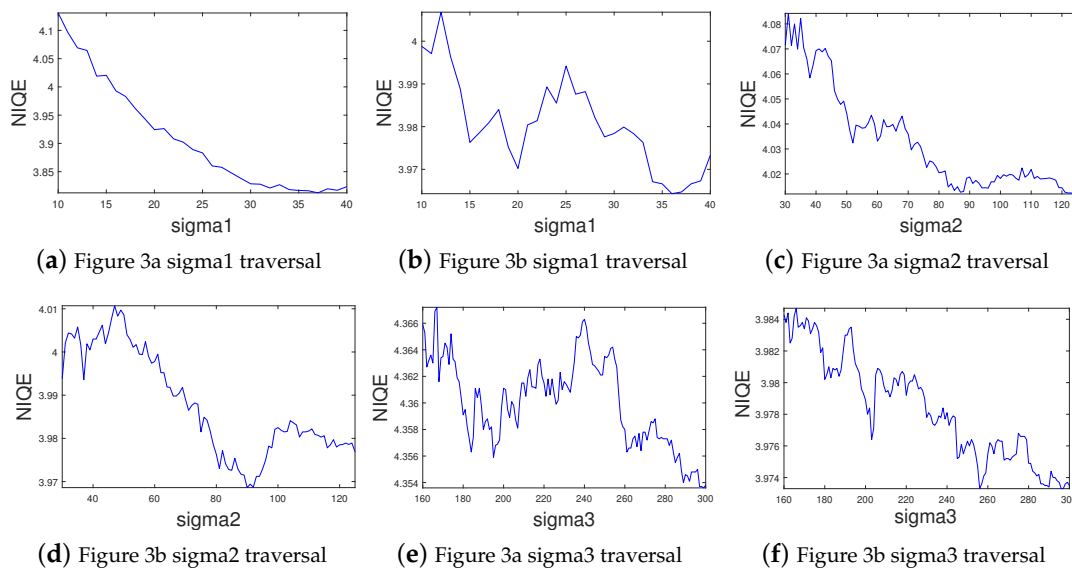 4.1
4.05
4
3.95
3.9
3.85
NIQE
10 15 20 25 30 35 40
sigma1
(a) Figure 3a sigma1 traversal
4
3.99
3.98
3.97
NIQE
10 15 20 25 30 35 40
sigma1
(b) Figure 3b sigma1 traversal
4.08
4.07
4.06
4.05
4.04
4.03
4.02
NIQE
30 40 50 60 70 80 90 100 110 120
sigma2
(c) Figure 3a sigma2 traversal
4.01
4
3.99
3.98
3.97
NIQE
40 60 80 100 120
sigma2
(d) Figure 3b sigma2 traversal
4.366
4.364
4.362
4.36
4.358
4.356
4.354
NIQE
160 180 200 220 240 260 280 300
sigma3
(e) Figure 3a sigma3 traversal
3.984
3.982
3.98
3.978
3.976
3.974
NIQE
160 180 200 220 240 260 280 300
sigma3
(f) Figure 3b sigma3 traversal